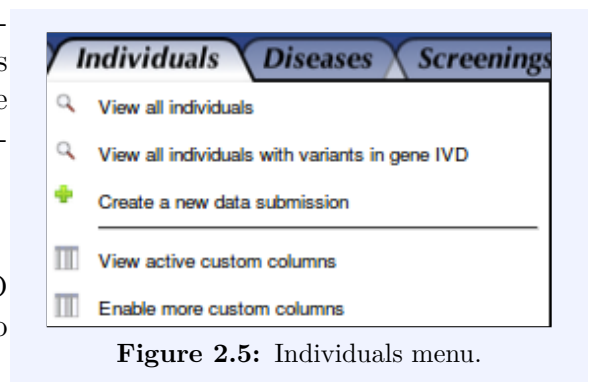 Individuals Diseases Screenings
View all individuals
View all individuals with variants in gene IVD
Create a new data submission
View active custom columns
Enable more custom columns
Figure 2.5: Individuals menu.